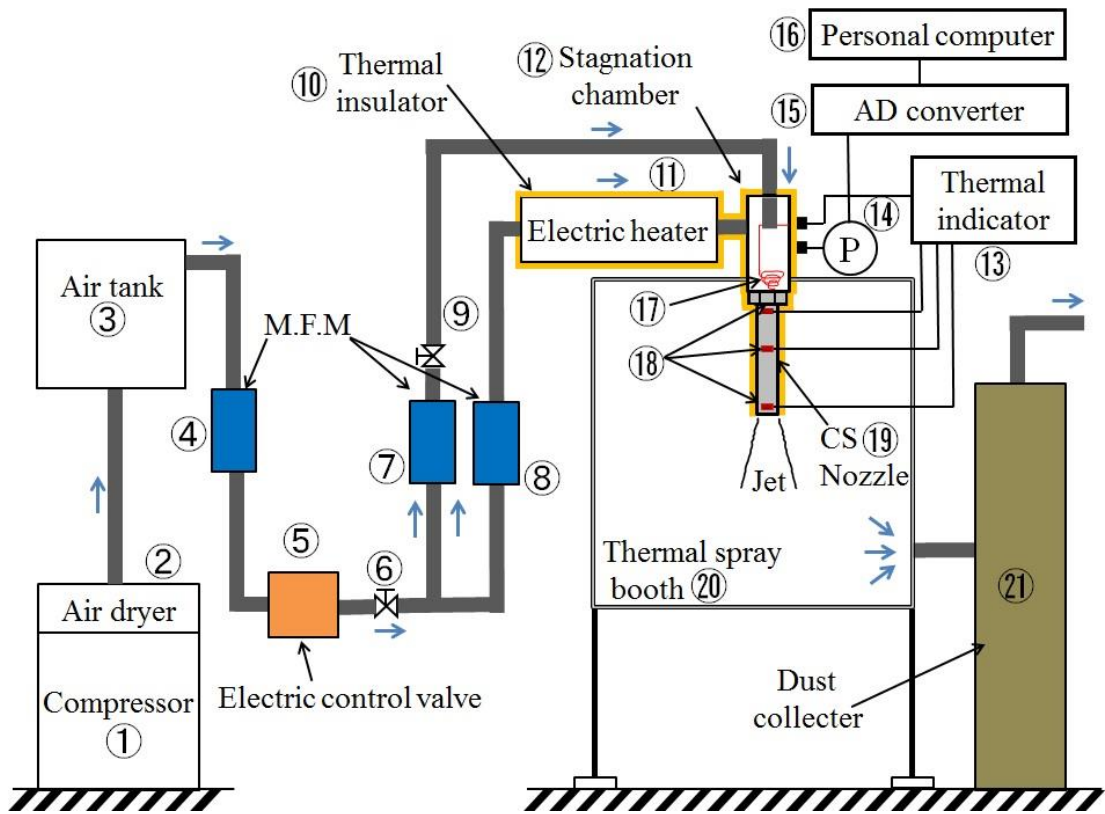 ⑯ Personal computer
⑫ Stagnation
chamber
⑩ Thermal
insulator
⑮ AD converter
⑪
Electric heater
⑭
P
Thermal
indicator
⑬
Air tank
③
M.F.M
⑨
⑰
⑱
④
⑦
⑧
CS ⑲
Nozzle
Jet
⑤
⑥
②
Air dryer
Compressor
①
Electric control valve
Thermal spray
booth ⑳
㉑
Dust
collecter